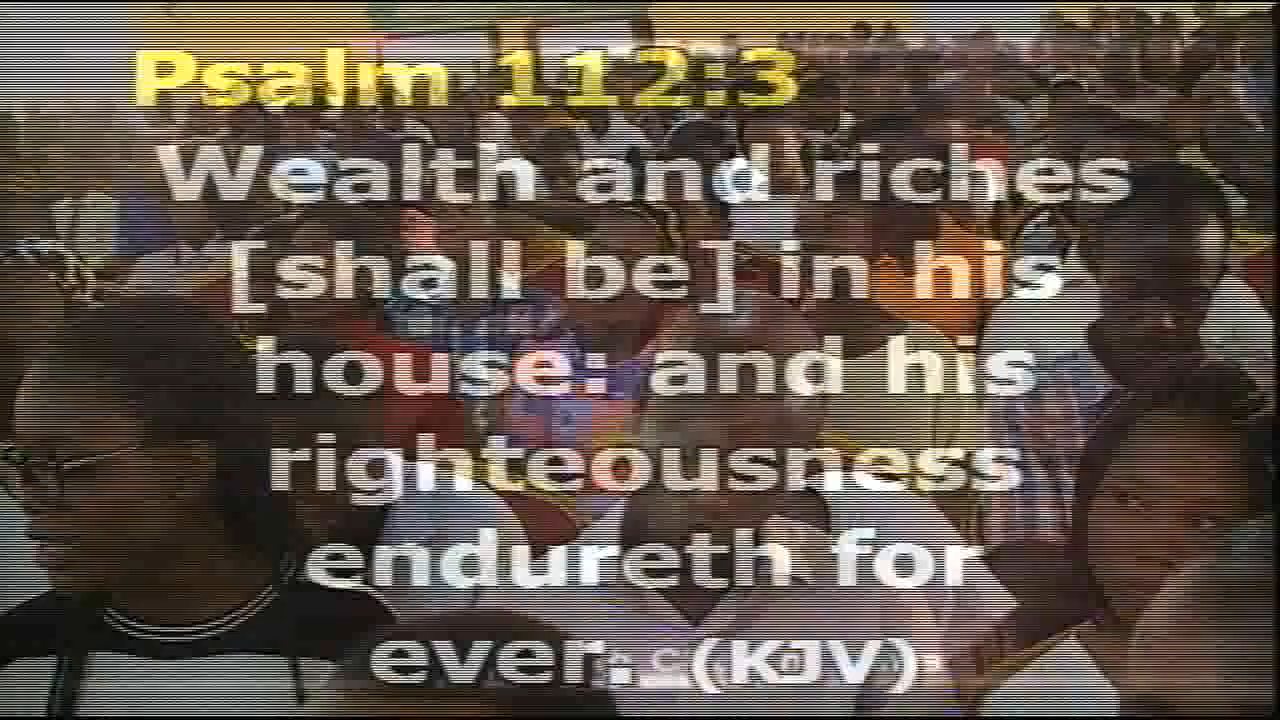 Psalm 112:3
Wealth and riches
[shall be] in his
house: and his
righteousness
endureth for
ever. (KJV)